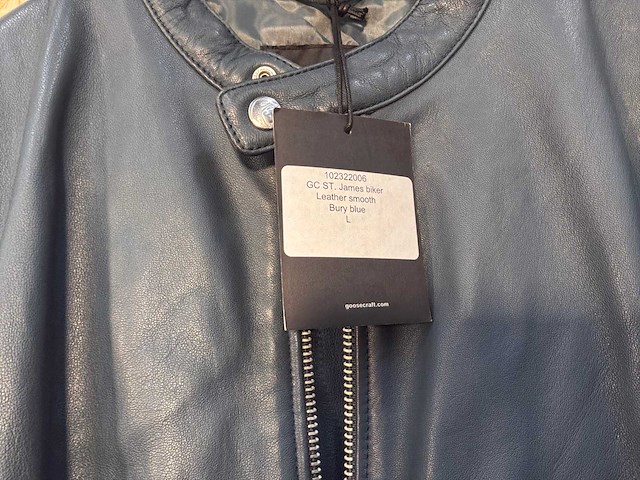 102322006
GC ST. James biker
Leather smooth
Bury blue
L
goosecraft.com